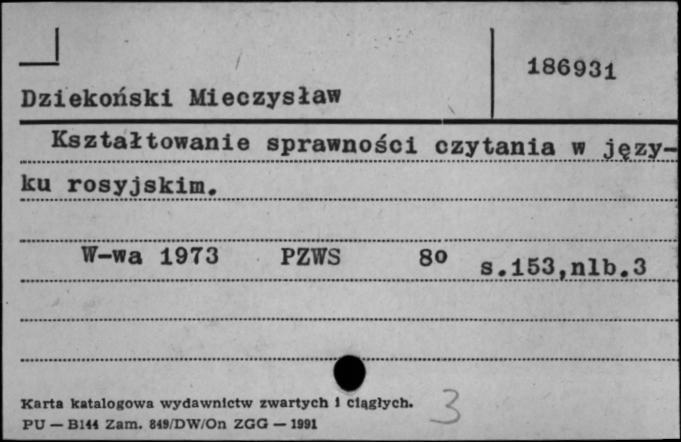 186931
Dziekoński Mieczysław
Kształtowanie sprawności czytania w języ-
ku rosyjskim.
W-wa 1973 PZWS 8o s.153,nlb.3
Karta katalogowa wydawnictw zwartych i ciągłych.
PU — B144 Zam. 849/DW/On ZGG — 1991
3